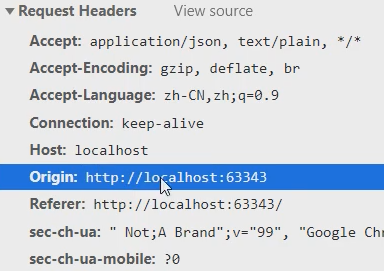 Request Headers View source
Accept: application/json, text/plain, */*
Accept-Encoding: gzip, deflate, br
Accept-Language: zh-CN,zh;q=0.9
Connection: keep-alive
Host: localhost
Origin: http://localhost:63343
Referer: http://localhost:63343/
sec-ch-ua: " Not;A Brand";v="99", "Google Chr
sec-ch-ua-mobile: ?0